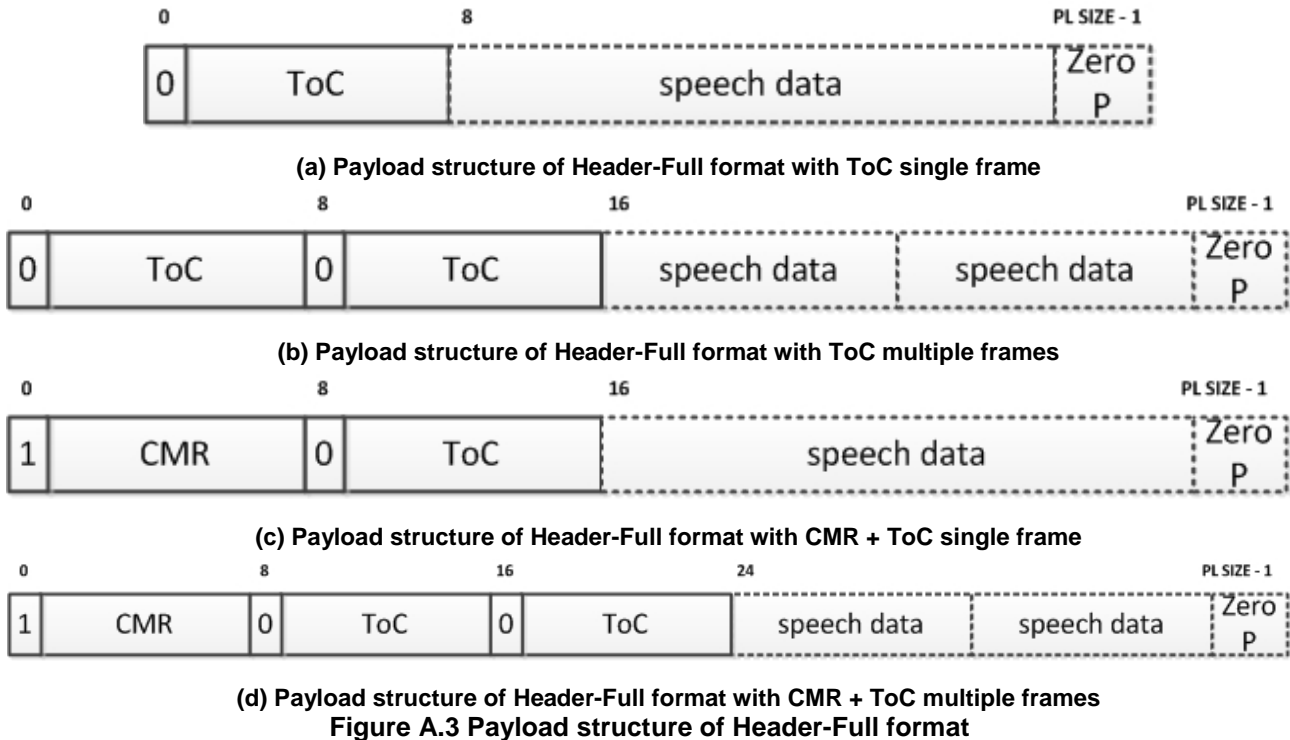 0 8 PL SIZE - 1
0 ToC speech data Zero P
(a) Payload structure of Header-Full format with ToC single frame
0 8 16 PL SIZE - 1
0 ToC 0 ToC speech data speech data Zero P
(b) Payload structure of Header-Full format with ToC multiple frames
0 8 16 PL SIZE - 1
1 CMR 0 ToC speech data Zero P
(c) Payload structure of Header-Full format with CMR + ToC single frame
0 8 16 24 PL SIZE - 1
1 CMR 0 ToC 0 ToC speech data speech data Zero P
(d) Payload structure of Header-Full format with CMR + ToC multiple frames
Figure A.3 Payload structure of Header-Full format